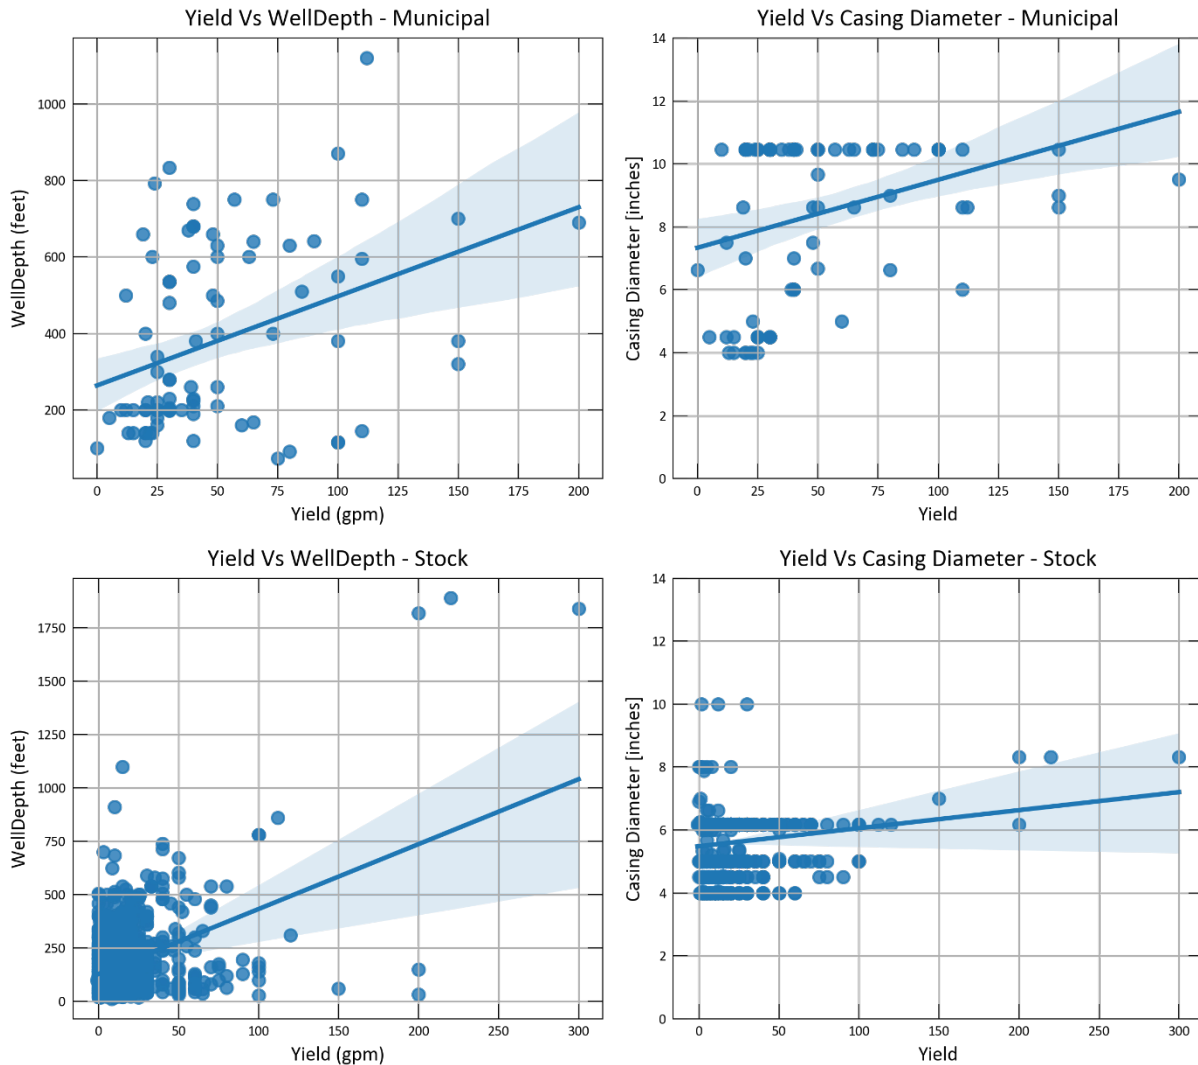 Yield Vs WellDepth - Municipal
WellDepth (feet)
1000
800
600
400
200
0 25 50 75 100 125 150 175 200
Yield (gpm)
Yield Vs Casing Diameter - Municipal
Casing Diameter [inches]
14
12
10
8
6
4
2
0
0 25 50 75 100 125 150 175 200
Yield
Yield Vs WellDepth - Stock
WellDepth (feet)
1750
1500
1250
1000
750
500
250
0
0 50 100 150 200 250 300
Yield (gpm)
Yield Vs Casing Diameter - Stock
Casing Diameter [inches]
14
12
10
8
6
4
2
0
0 50 100 150 200 250 300
Yield